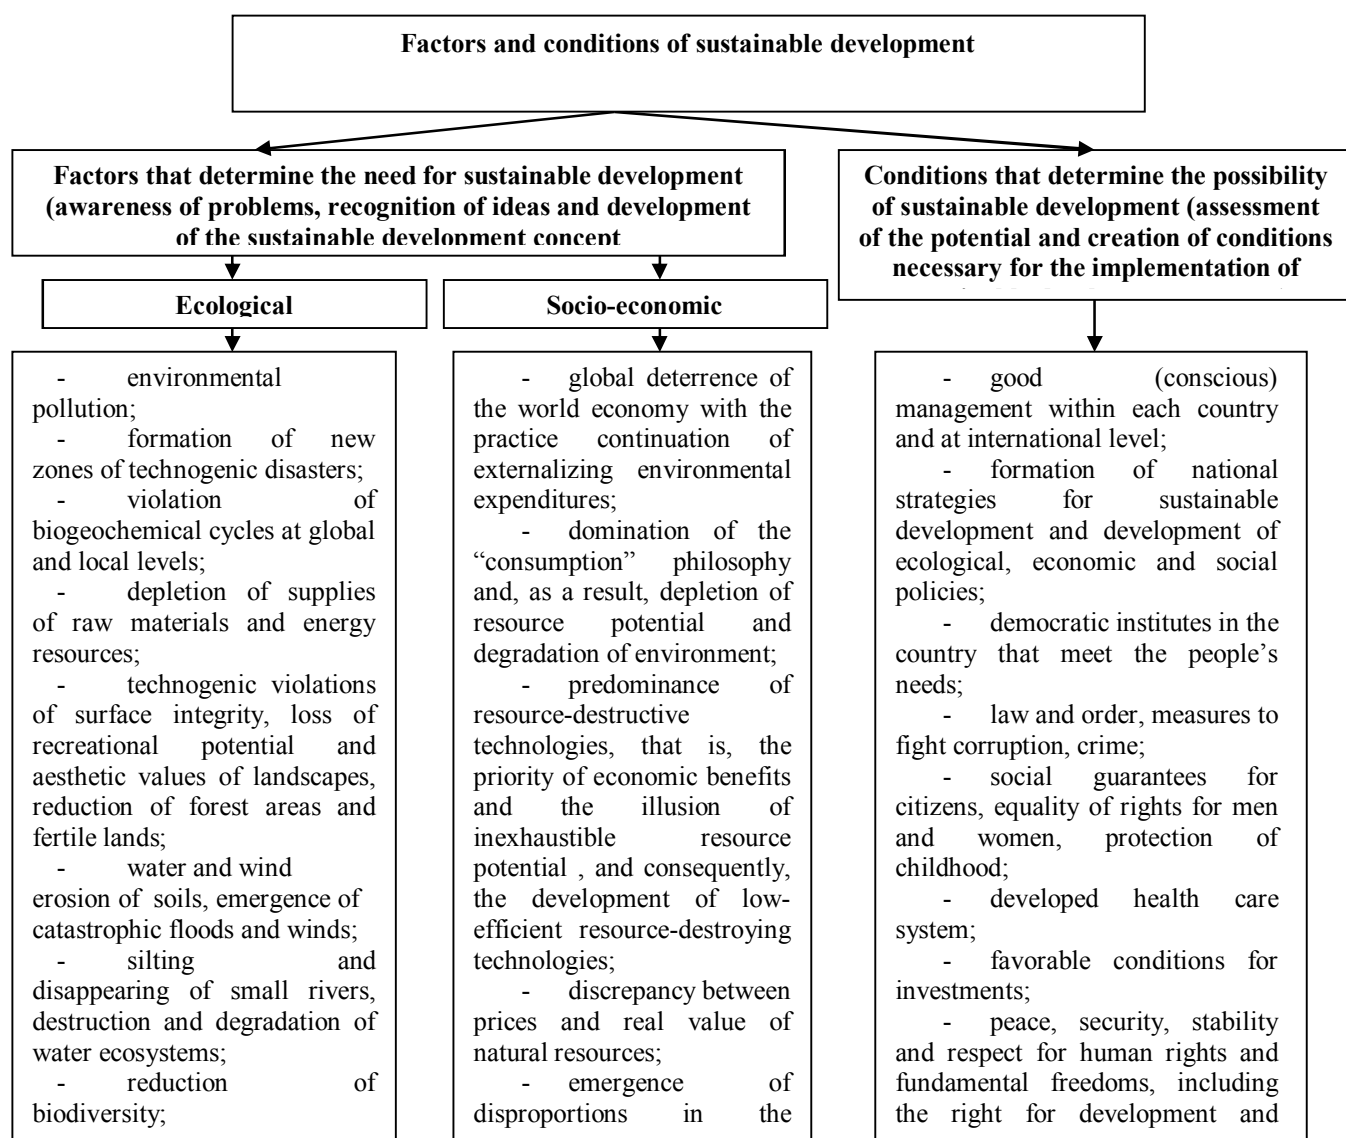 Factors and conditions of sustainable development
Factors that determine the need for sustainable development
(awareness of problems, recognition of ideas and development
of the sustainable development concept
Conditions that determine the possibility
of sustainable development (assessment
of the potential and creation of conditions
necessary for the implementation of
Ecological
Socio-economic
- environmental
pollution;
- formation of new
zones of technogenic disasters;
- violation of
biogeochemical cycles at global
and local levels;
- depletion of supplies
of raw materials and energy
resources;
- technogenic violations
of surface integrity, loss of
recreational potential and
aesthetic values of landscapes,
reduction of forest areas and
fertile lands;
- water and wind
erosion of soils, emergence of
catastrophic floods and winds;
- silting and
disappearing of small rivers,
destruction and degradation of
water ecosystems;
- reduction of
biodiversity;
- global deterrence of
the world economy with the
practice continuation of
externalizing environmental
expenditures;
- domination of the
“consumption” philosophy
and, as a result, depletion of
resource potential and
degradation of environment;
- predominance of
resource-destructive
technologies, that is, the
priority of economic benefits
and the illusion of
inexhaustible resource
potential , and consequently,
the development of low-
efficient resource-destroying
technologies;
- discrepancy between
prices and real value of
natural resources;
- emergence of
disproportions in the
- good (conscious)
management within each country
and at international level;
- formation of national
strategies for sustainable
development and development of
ecological, economic and social
policies;
- democratic institutes in the
country that meet the people’s
needs;
- law and order, measures to
fight corruption, crime;
- social guarantees for
citizens, equality of rights for men
and women, protection of
childhood;
- developed health care
system;
- favorable conditions for
investments;
- peace, security, stability
and respect for human rights and
fundamental freedoms, including
the right for development and